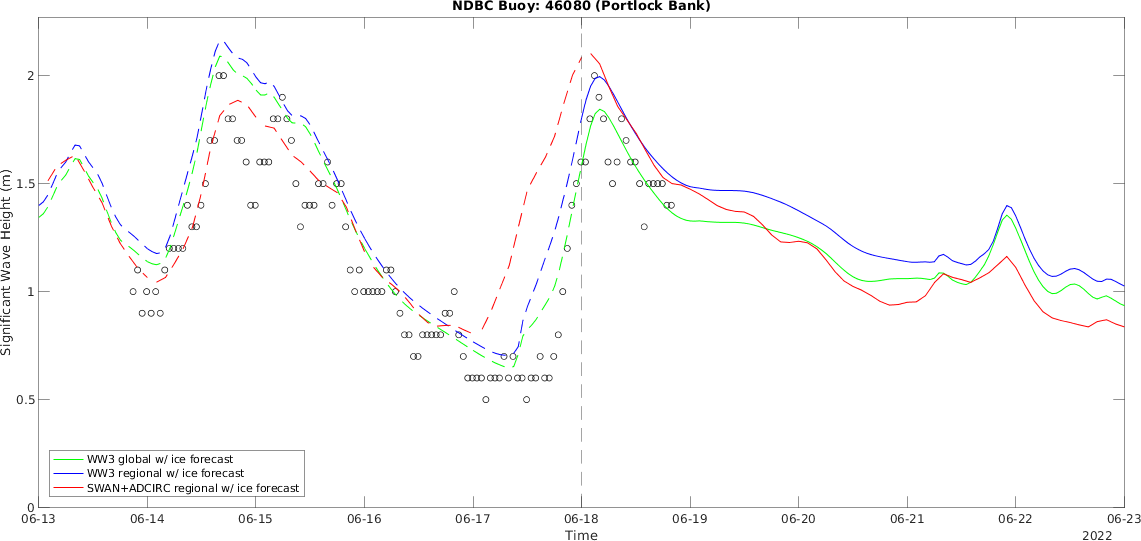 NDBC Buoy: 46080 (Portlock Bank)
Significant Wave Height (m)
2
1.5
1
0.5
0
WW3 global w/ ice forecast
WW3 regional w/ ice forecast
SWAN+ADCIRC regional w/ ice forecast
06-13 06-14 06-15 06-16 06-17 06-18 06-19 06-20 06-21 06-22 06-23
Time
2022